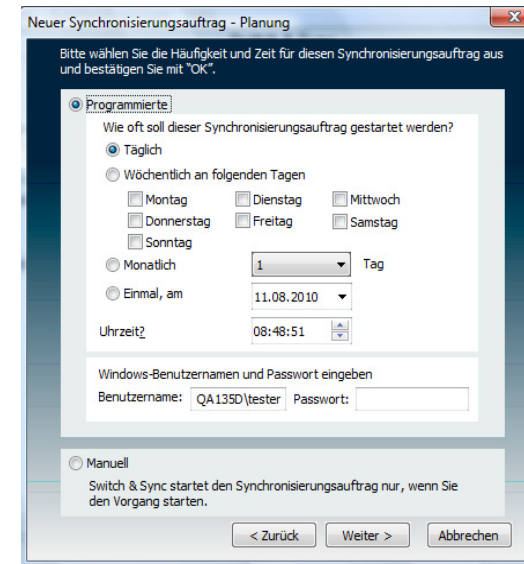 Neuer Synchronisierungsauftrag - Planung
Bitte wählen Sie die Häufigkeit und Zeit für diesen Synchronisierungsauftrag aus
und bestätigen Sie mit "OK".
Programmierte
Wie oft soll dieser Synchronisierungsauftrag gestartet werden?
Täglich
Wöchentlich an folgenden Tagen
Montag Dienstag Mittwoch
Donnerstag Freitag Samstag
Sonntag
Monatlich 1 Tag
Einmal, am 11.08.2010
Uhrzeit? 08:48:51
Windows-Benutzernamen und Passwort eingeben
Benutzername: QA135D\tester Passwort:
Manuell
Switch & Sync startet den Synchronisierungsauftrag nur, wenn Sie
den Vorgang starten.
< Zurück Weiter > Abbrechen